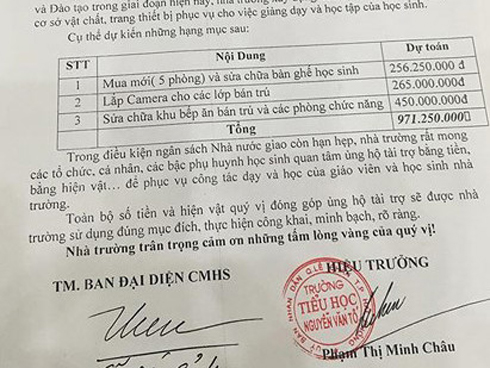 và Đào tạo trong giai đoạn hiện nay, nhà trường xây dựng
cơ sở vật chất, trang thiết bị phục vụ cho việc giảng dạy và học tập của học sinh.
Cụ thể dự kiến những hạng mục sau:
STT Nội Dung Dự toán
1 Mua mới( 5 phòng) và sửa chữa bàn ghế học sinh 256.250.000 đ
2 Lắp Camera cho các lớp bán trú 265.000.000
3 Sửa chữa khu bếp ăn bán trú và các phòng chức năng 450.000.000
Tổng 971.250.000
Trong điều kiện ngân sách Nhà nước giao còn hạn hẹp, nhà trường rất mong
các tổ chức, cá nhân, các bậc phụ huynh học sinh quan tâm ủng hộ tài trợ bằng tiền,
bằng hiện vật… để phục vụ công tác dạy và học của giáo viên và học sinh nhà
trường.
Toàn bộ số tiền và hiện vật quý vị đóng góp ủng hộ tài trợ sẽ được nhà
trường sử dụng đúng mục đích, thực hiện công khai, minh bạch, rõ ràng.
Nhà trường trân trọng cảm ơn những tấm lòng vàng của quý vị!
TM. BAN ĐẠI DIỆN CMHS
HIỆU TRƯỞNG
TRƯỜNG
TIỂU HỌC
NGUYỄN VĂN TỐ
Phạm Thị Minh Châu